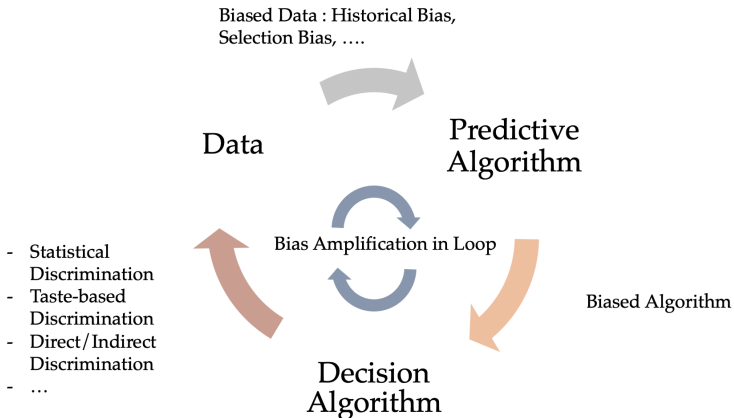 Biased Data : Historical Bias,
Selection Bias, ….
Data
Predictive
Algorithm
Bias Amplification in Loop
- Statistical
Discrimination
- Taste-based
Discrimination
- Direct/Indirect
Discrimination
- …
Biased Algorithm
Decision
Algorithm